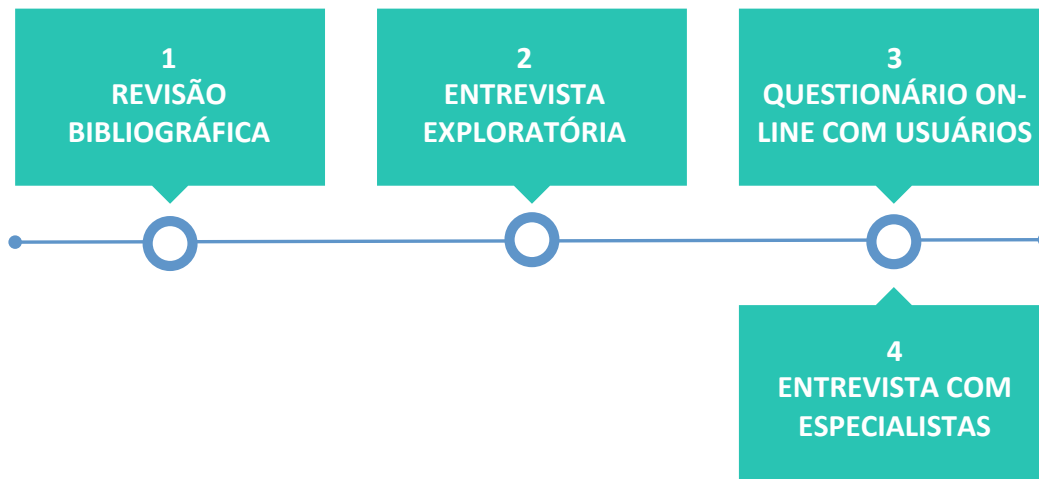 1
REVISÃO
BIBLIOGRÁFICA
2
ENTREVISTA
EXPLORATÓRIA
3
QUESTIONÁRIO ON-
LINE COM USUÁRIOS
4
ENTREVISTA COM
ESPECIALISTAS